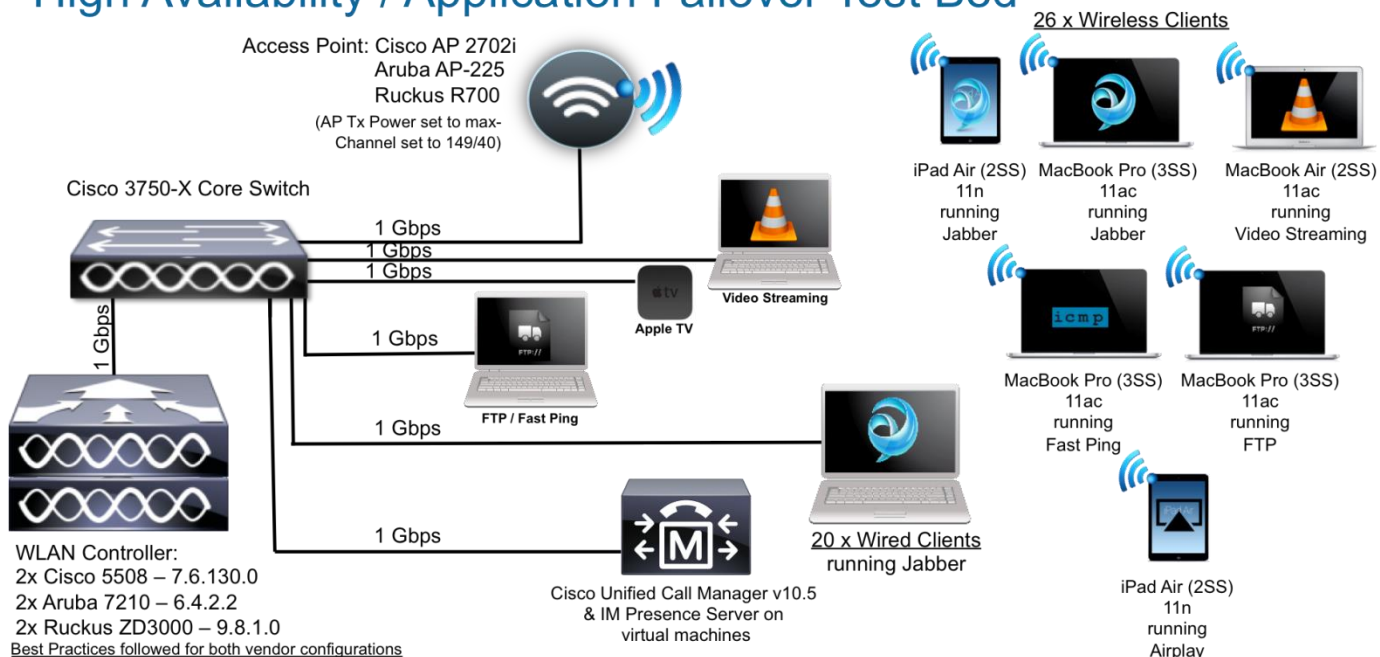 High Availability / Application Failover Test Bed
26 x Wireless Clients
Access Point: Cisco AP 2702i
Aruba AP-225
Ruckus R700
(AP Tx Power set to max-
Channel set to 149/40)
Cisco 3750-X Core Switch
1 Gbps
1 Gbps
1 Gbps
1 Gbps
1 Gbps
1 Gbps
1 Gbps
Video Streaming
tv
Apple TV
FTP://
FTP / Fast Ping
20 x Wired Clients
running Jabber
M
Cisco Unified Call Manager v10.5
& IM Presence Server on
virtual machines
WLAN Controller:
2x Cisco 5508 – 7.6.130.0
2x Aruba 7210 – 6.4.2.2
2x Ruckus ZD3000 – 9.8.1.0
Best Practices followed for both vendor configurations
iPad Air (2SS)
11n
running
Jabber
MacBook Pro (3SS)
11ac
running
Jabber
MacBook Air (2SS)
11ac
running
Video Streaming
icmp
MacBook Pro (3SS)
11ac
running
Fast Ping
FTP://
MacBook Pro (3SS)
11ac
running
FTP
iPad Air
iPad Air (2SS)
11n
running
Airplay